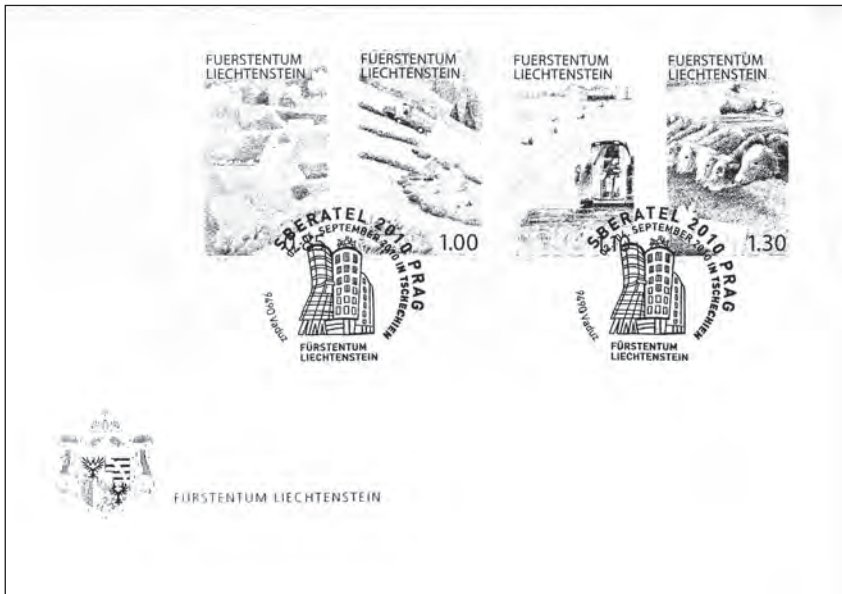 FUERSTENTUM
LIECHTENSTEIN
FUERSTENTUM
LIECHTENSTEIN
1.00
FUERSTENTUM
LIECHTENSTEIN
FUERSTENTUM
LIECHTENSTEIN
1.30
SBERATEL 2010 PRAG
SEPTEMBER 2010 IN TSCHECHIEN
9490 VADUZ
FÜRSTENTUM
LIECHTENSTEIN
SBERATEL 2010 PRAG
SEPTEMBER 2010 IN TSCHECHIEN
9490 VADUZ
FÜRSTENTUM
LIECHTENSTEIN
FÜRSTENTUM LIECHTENSTEIN